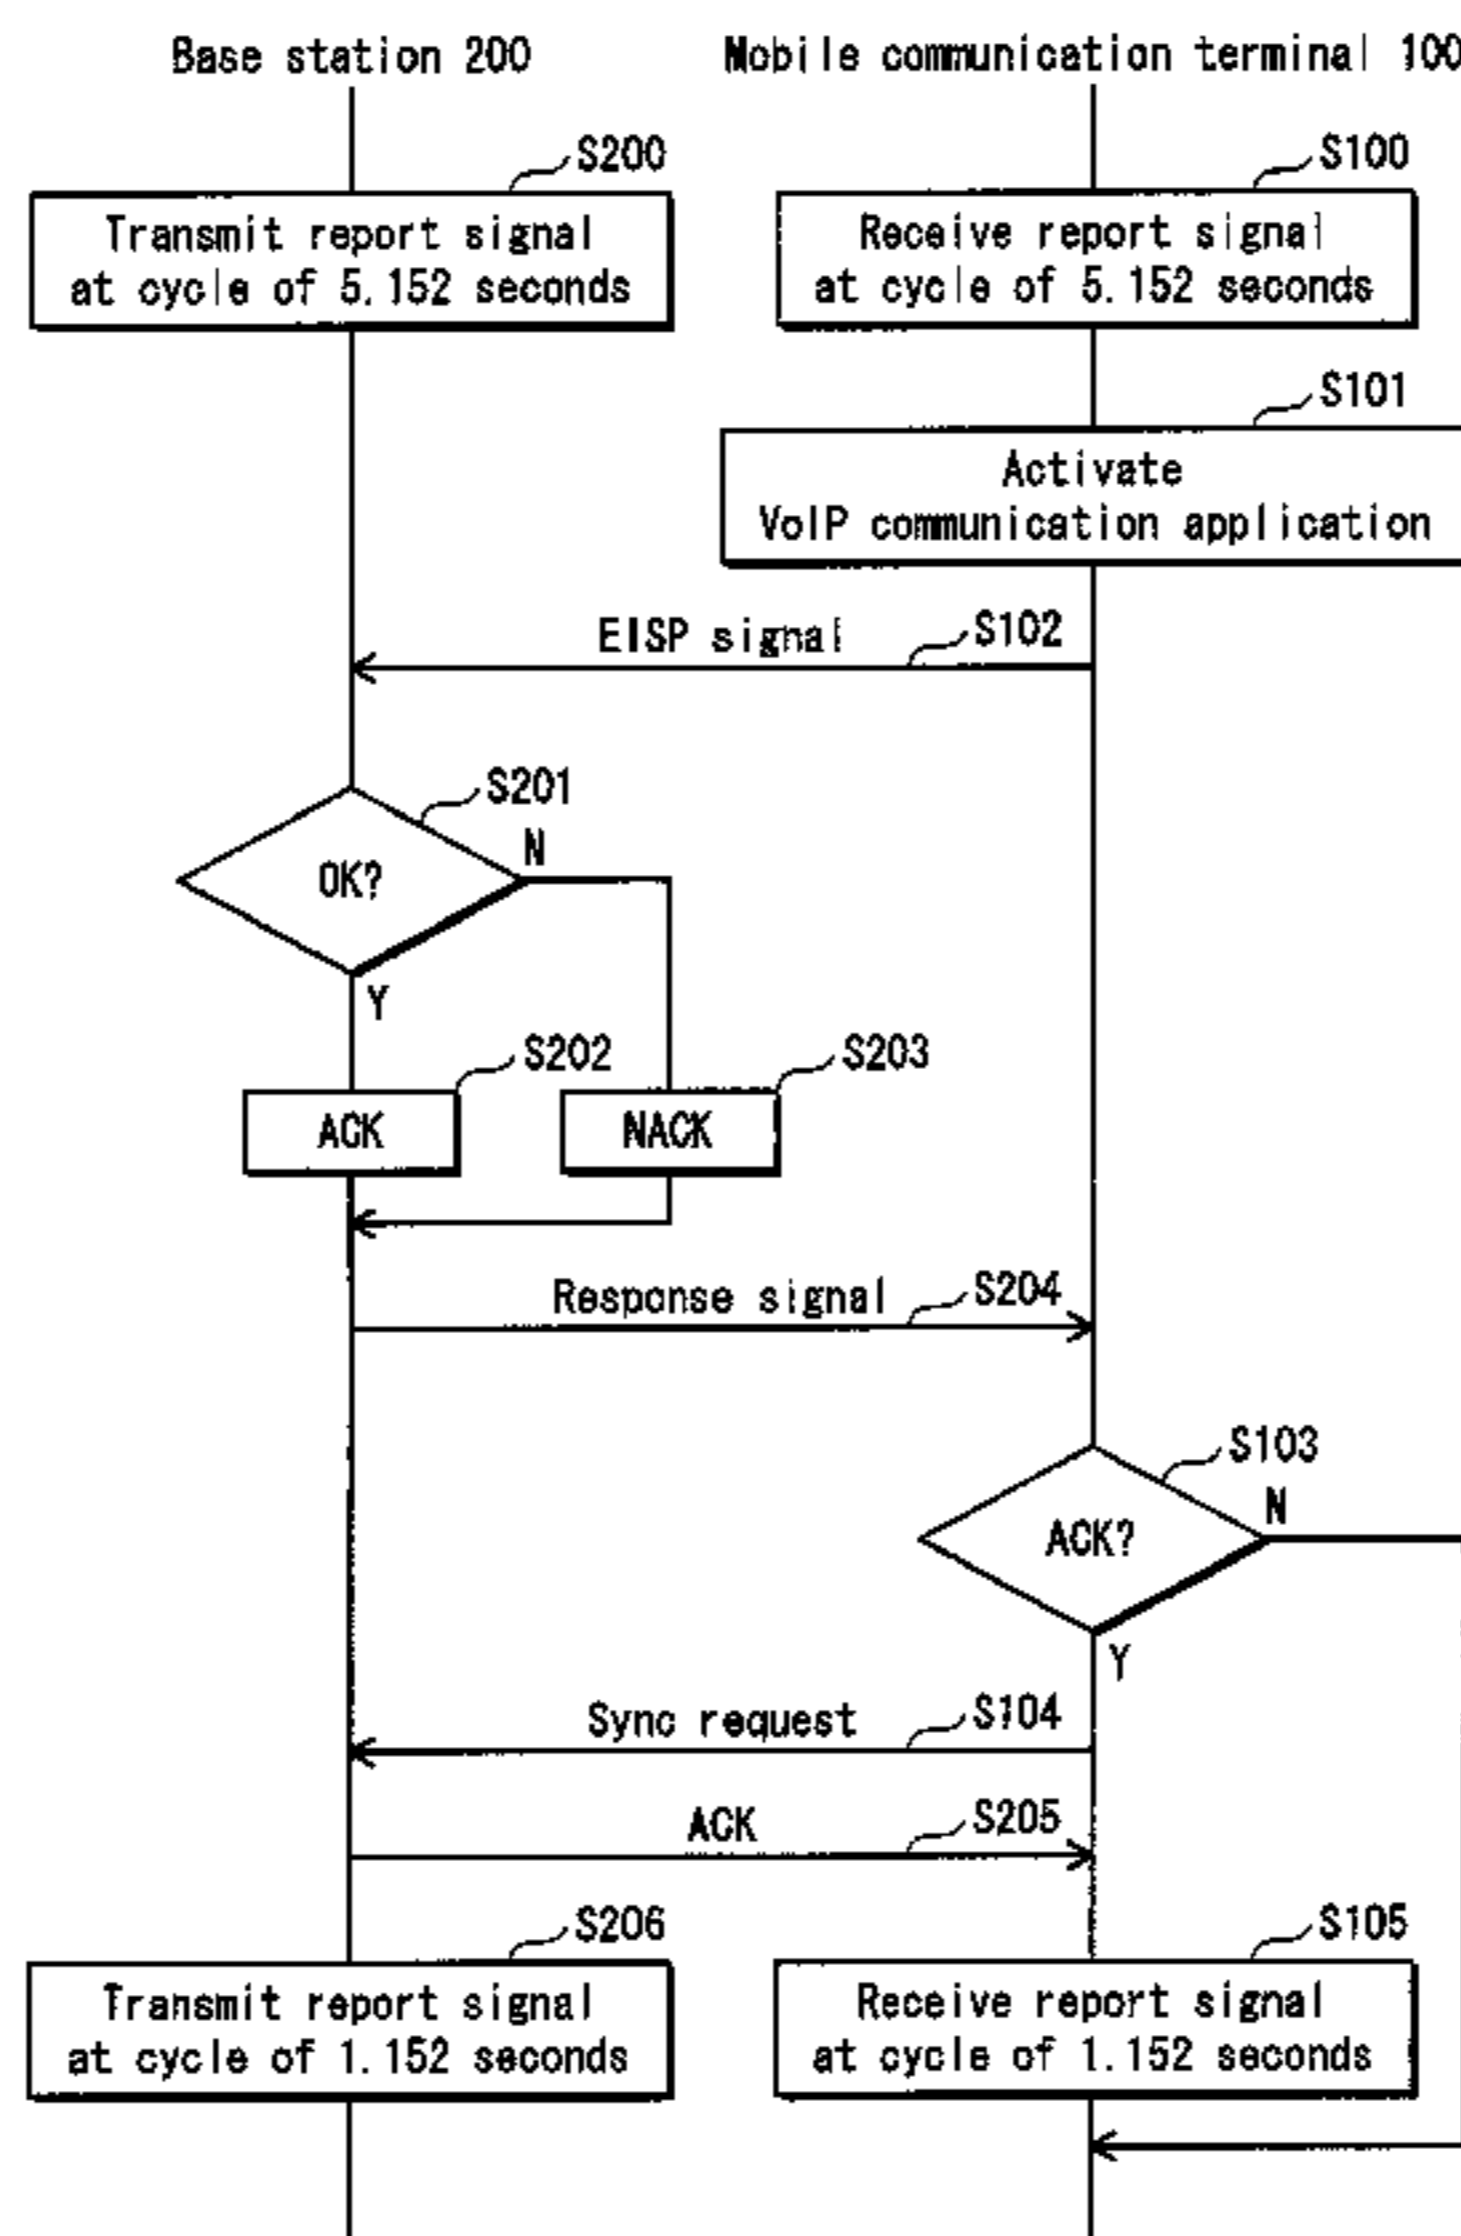 Base station 200
Mobile communication terminal 100
S200
S100
Transmit report signal
at cycle of 5.152 seconds
Receive report signal
at cycle of 5.152 seconds
S101
Activate
VoIP communication application
EISP signal
S102
S201
OK?
N
Y
S202
S203
ACK
NACK
Response signal
S204
S103
ACK?
N
Y
Sync request
S104
ACK
S205
S206
S105
Transmit report signal
at cycle of 1.152 seconds
Receive report signal
at cycle of 1.152 seconds